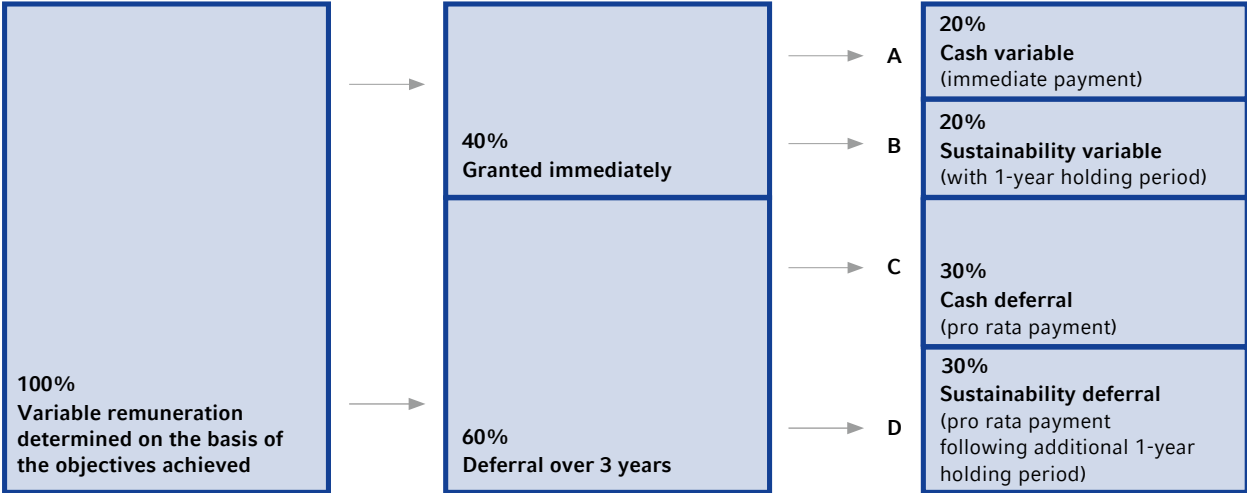 100%
Variable remuneration
determined on the basis of
the objectives achieved
40%
Granted immediately
60%
Deferral over 3 years
A
20%
Cash variable
(immediate payment)
B
20%
Sustainability variable
(with 1-year holding period)
C
30%
Cash deferral
(pro rata payment)
D
30%
Sustainability deferral
(pro rata payment
following additional 1-year
holding period)